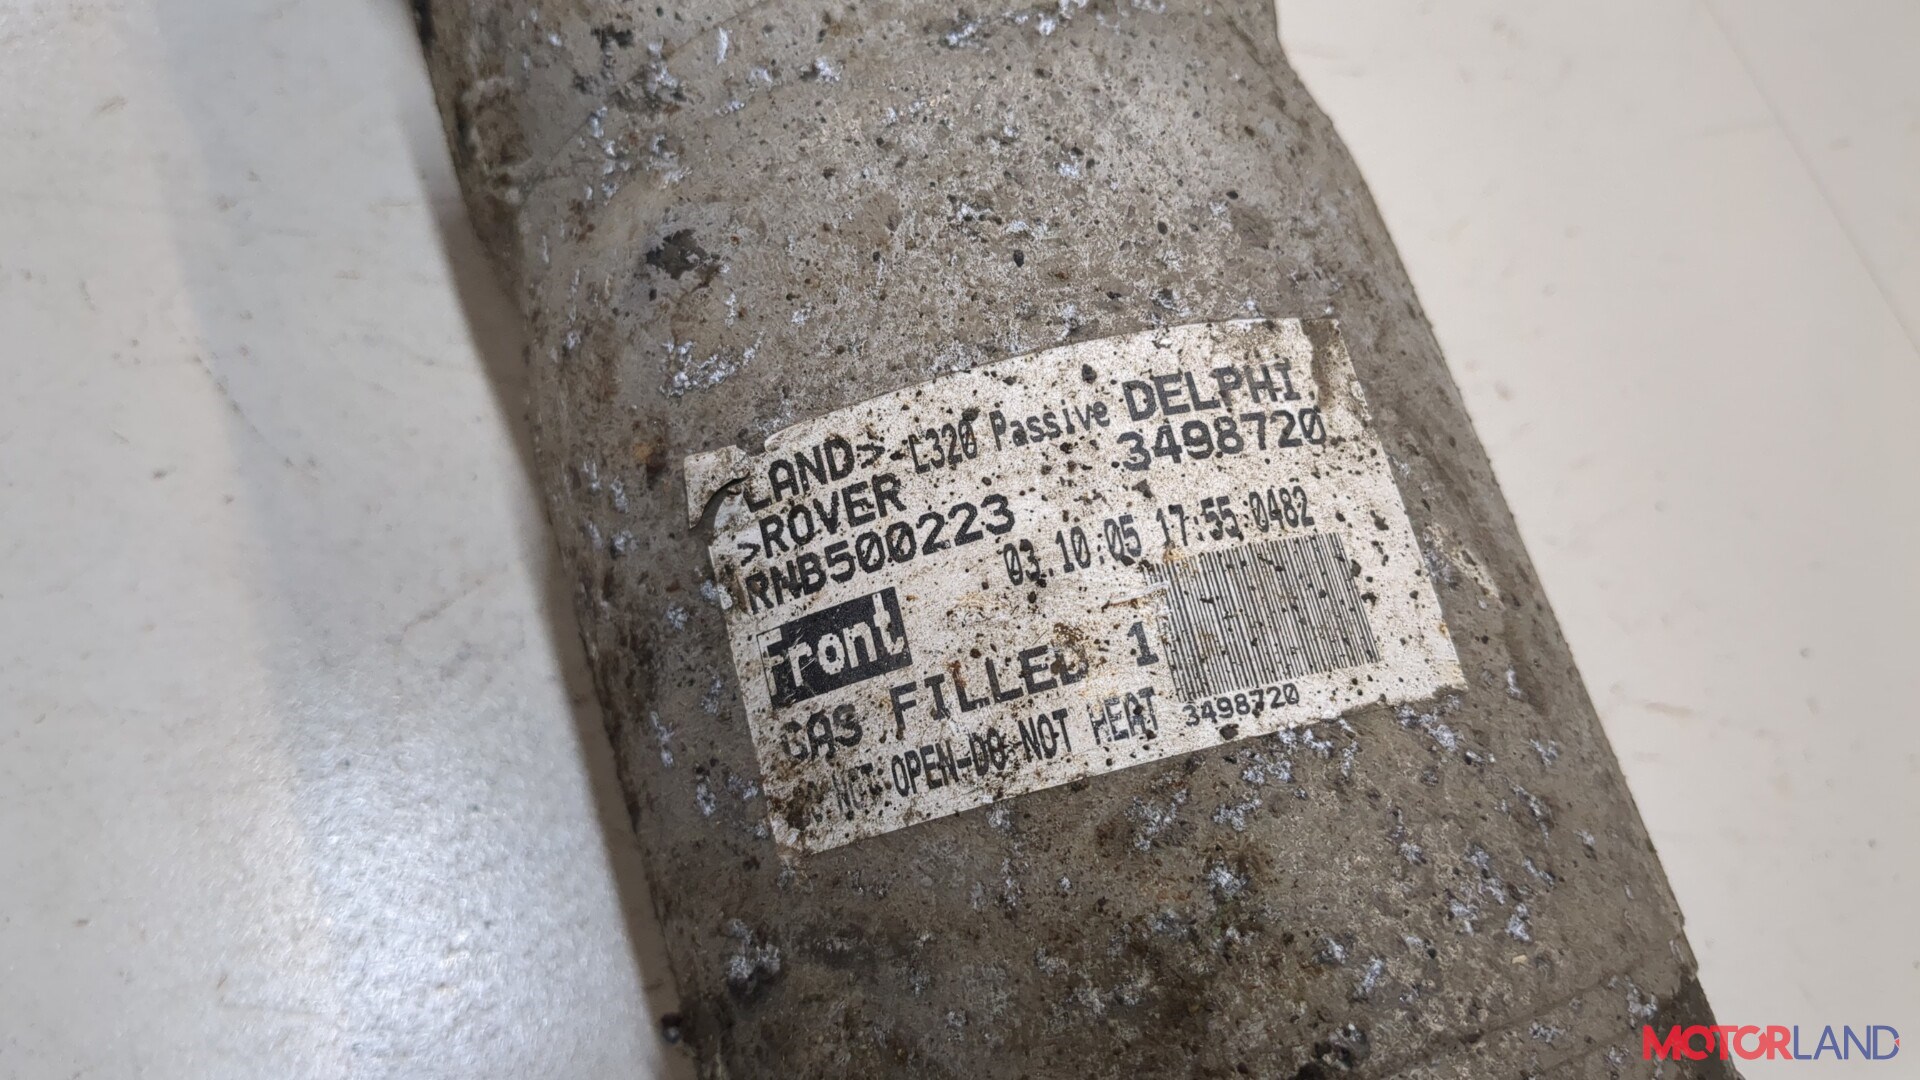 LAND> L320 Passive DELPHI
>ROVER 3498720
RNB500223 03.10.05 17:55 0482
Front
GAS FILLED 1
NOT OPEN-DO NOT HEAT 3498720
MOTORLAND